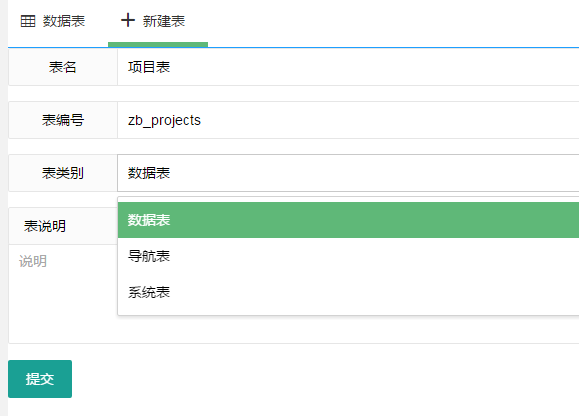 数据表 新建表
表名 项目表
表编号 zb_projects
表类别 数据表
数据表
表说明
导航表
说明
系统表
提交